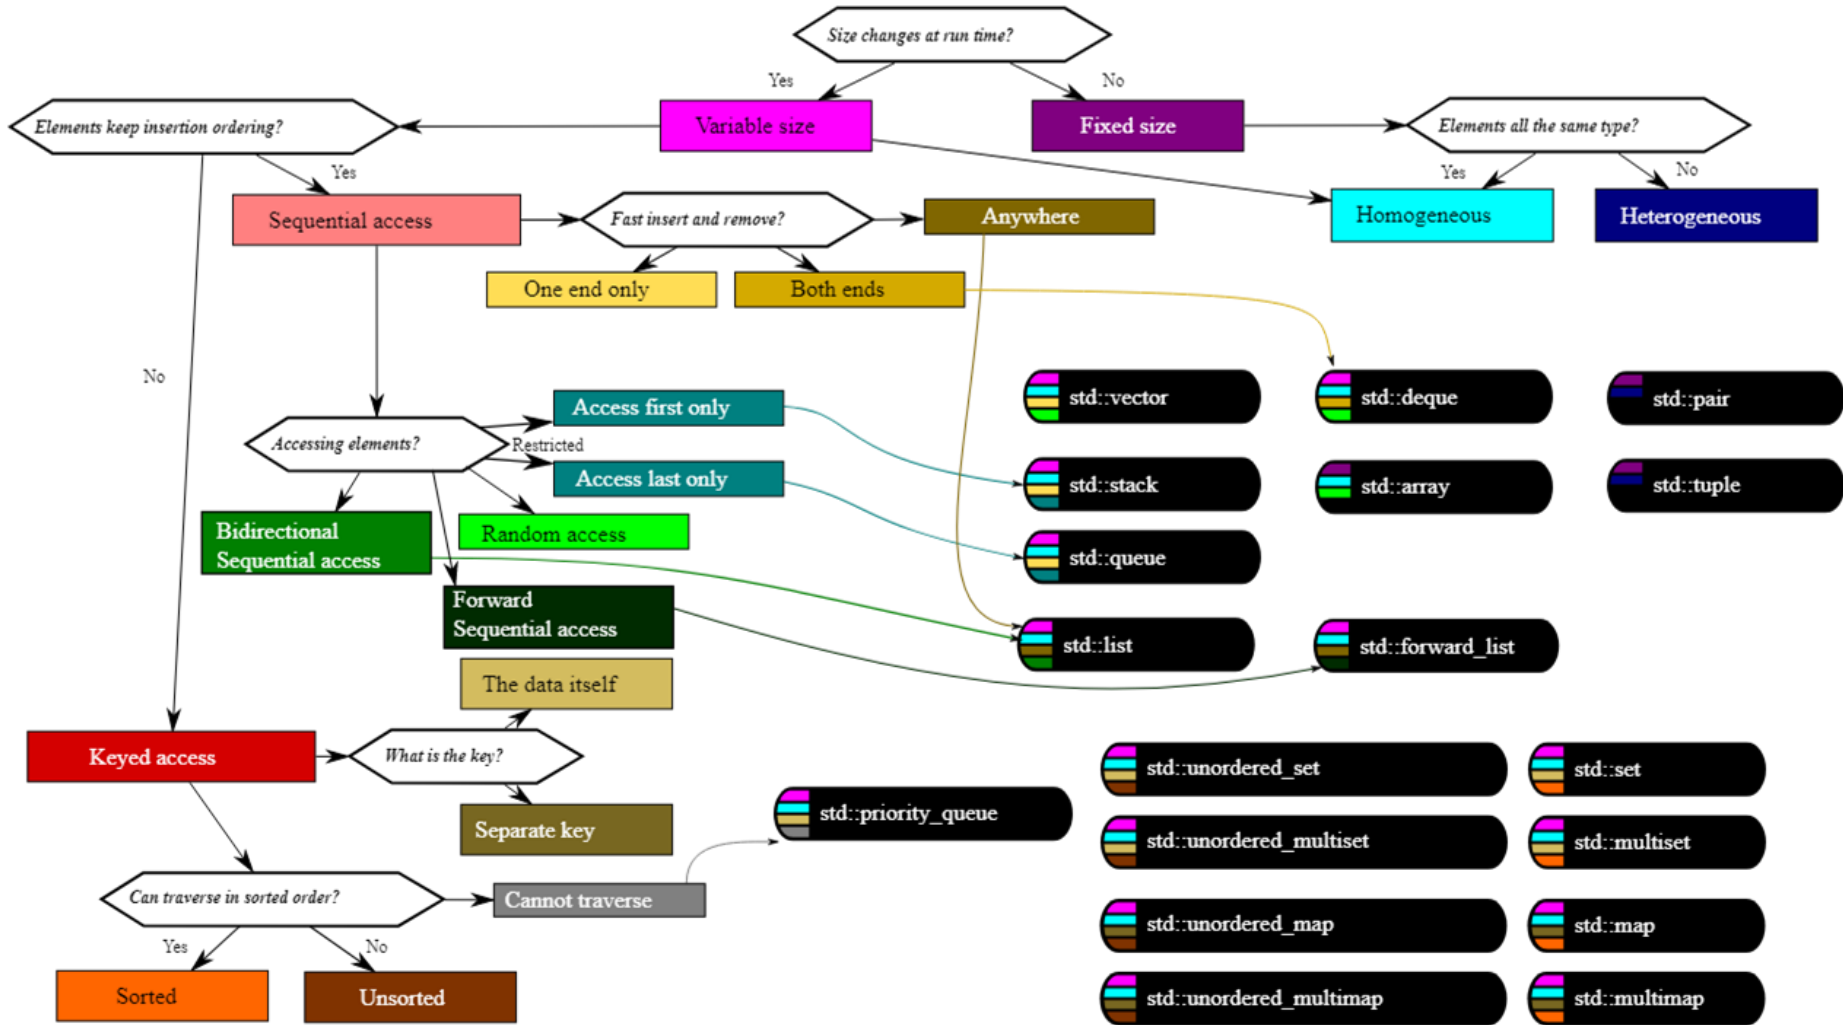 Size changes at run time?
Yes
No
Elements keep insertion ordering?
Variable size
Fixed size
Elements all the same type?
Yes
Yes
No
Sequential access
Fast insert and remove?
Anywhere
Homogeneous
Heterogeneous
One end only
Both ends
No
Access first only
std::vector
std::deque
std::pair
Accessing elements?
Restricted
Access last only
std::stack
std::array
std::tuple
Bidirectional
Sequential access
Random access
std::queue
Forward
Sequential access
std::list
std::forward_list
The data itself
Keyed access
What is the key?
std::unordered_set
std::set
Separate key
std::priority_queue
std::unordered_multiset
std::multiset
Can traverse in sorted order?
Cannot traverse
std::unordered_map
std::map
Yes
No
Sorted
Unsorted
std::unordered_multimap
std::multimap